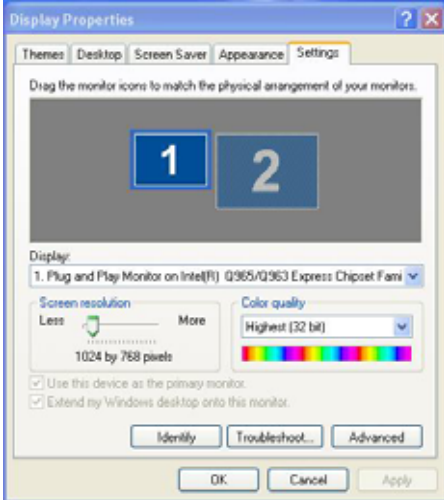 Display Properties
? X
Themes Desktop Screen Saver Appearance Settings
Drag the monitor icons to match the physical arrangement of your monitors.
1
2
Display:
1. Plug and Play Monitor on Intel(R) Q965/Q963 Express Chipset Fami
Screen resolution
Less More
1024 by 768 pixels
Color quality
Highest (32 bit)
Use this device as the primary monitor.
Extend my Windows desktop onto this monitor.
Identify Troubleshoot... Advanced
OK Cancel Apply